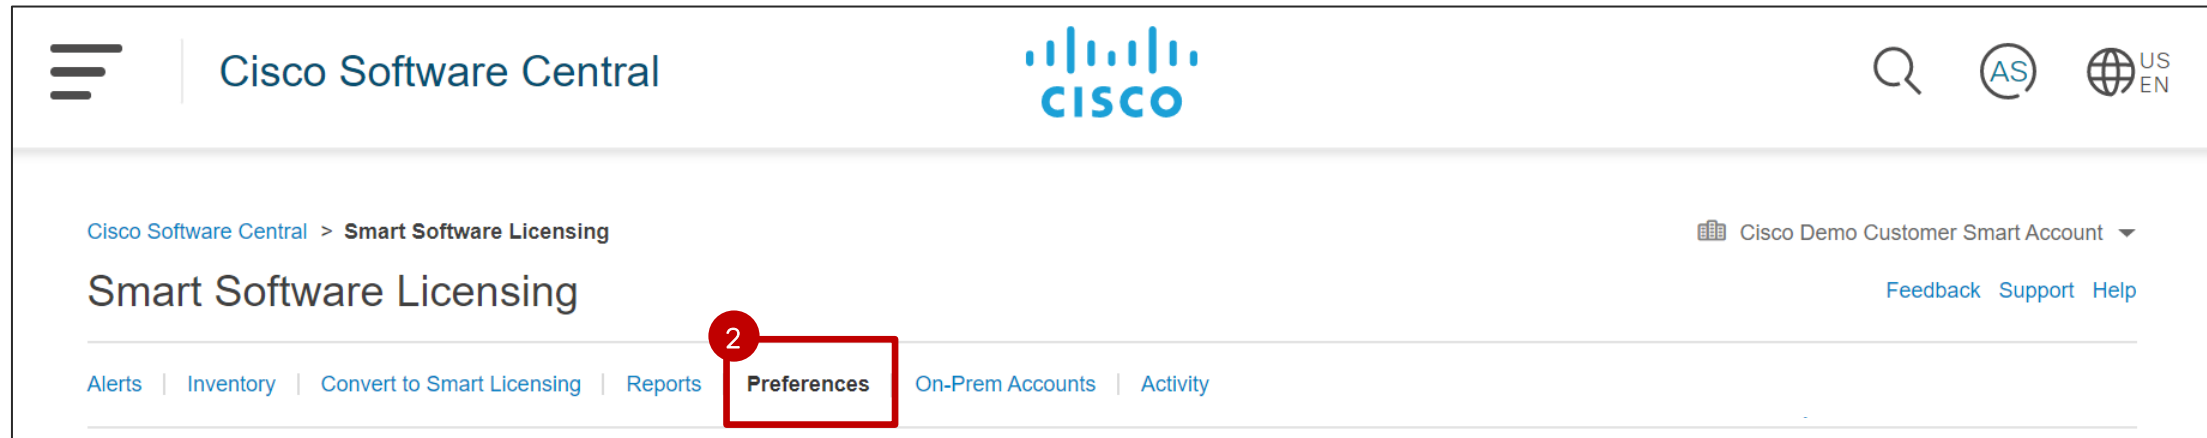 Cisco Software Central
CISCO
AS
US
EN
Cisco Software Central > Smart Software Licensing
Cisco Demo Customer Smart Account
Smart Software Licensing
Feedback Support Help
2
Alerts | Inventory | Convert to Smart Licensing | Reports Preferences On-Prem Accounts | Activity